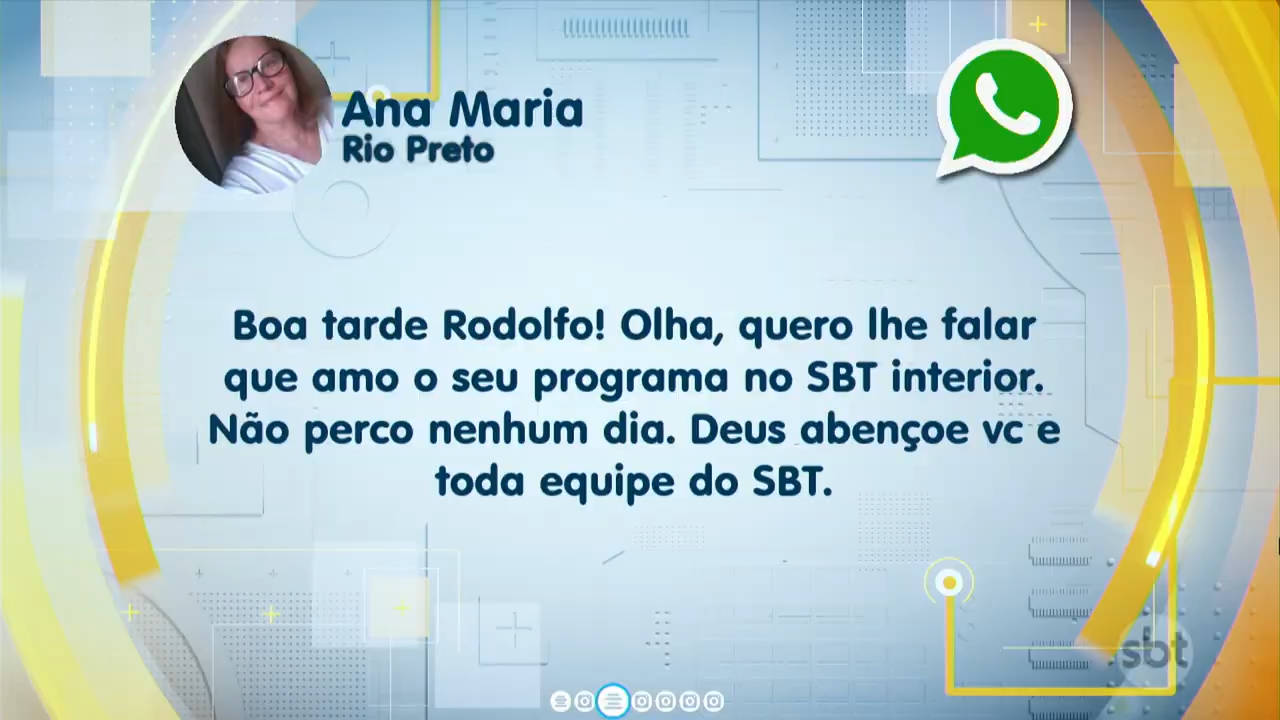 Ana Maria
Rio Preto
Boa tarde Rodolfo! Olha, quero lhe falar
que amo o seu programa no SBT interior.
Não perco nenhum dia. Deus abençoe vc e
toda equipe do SBT.
sbt